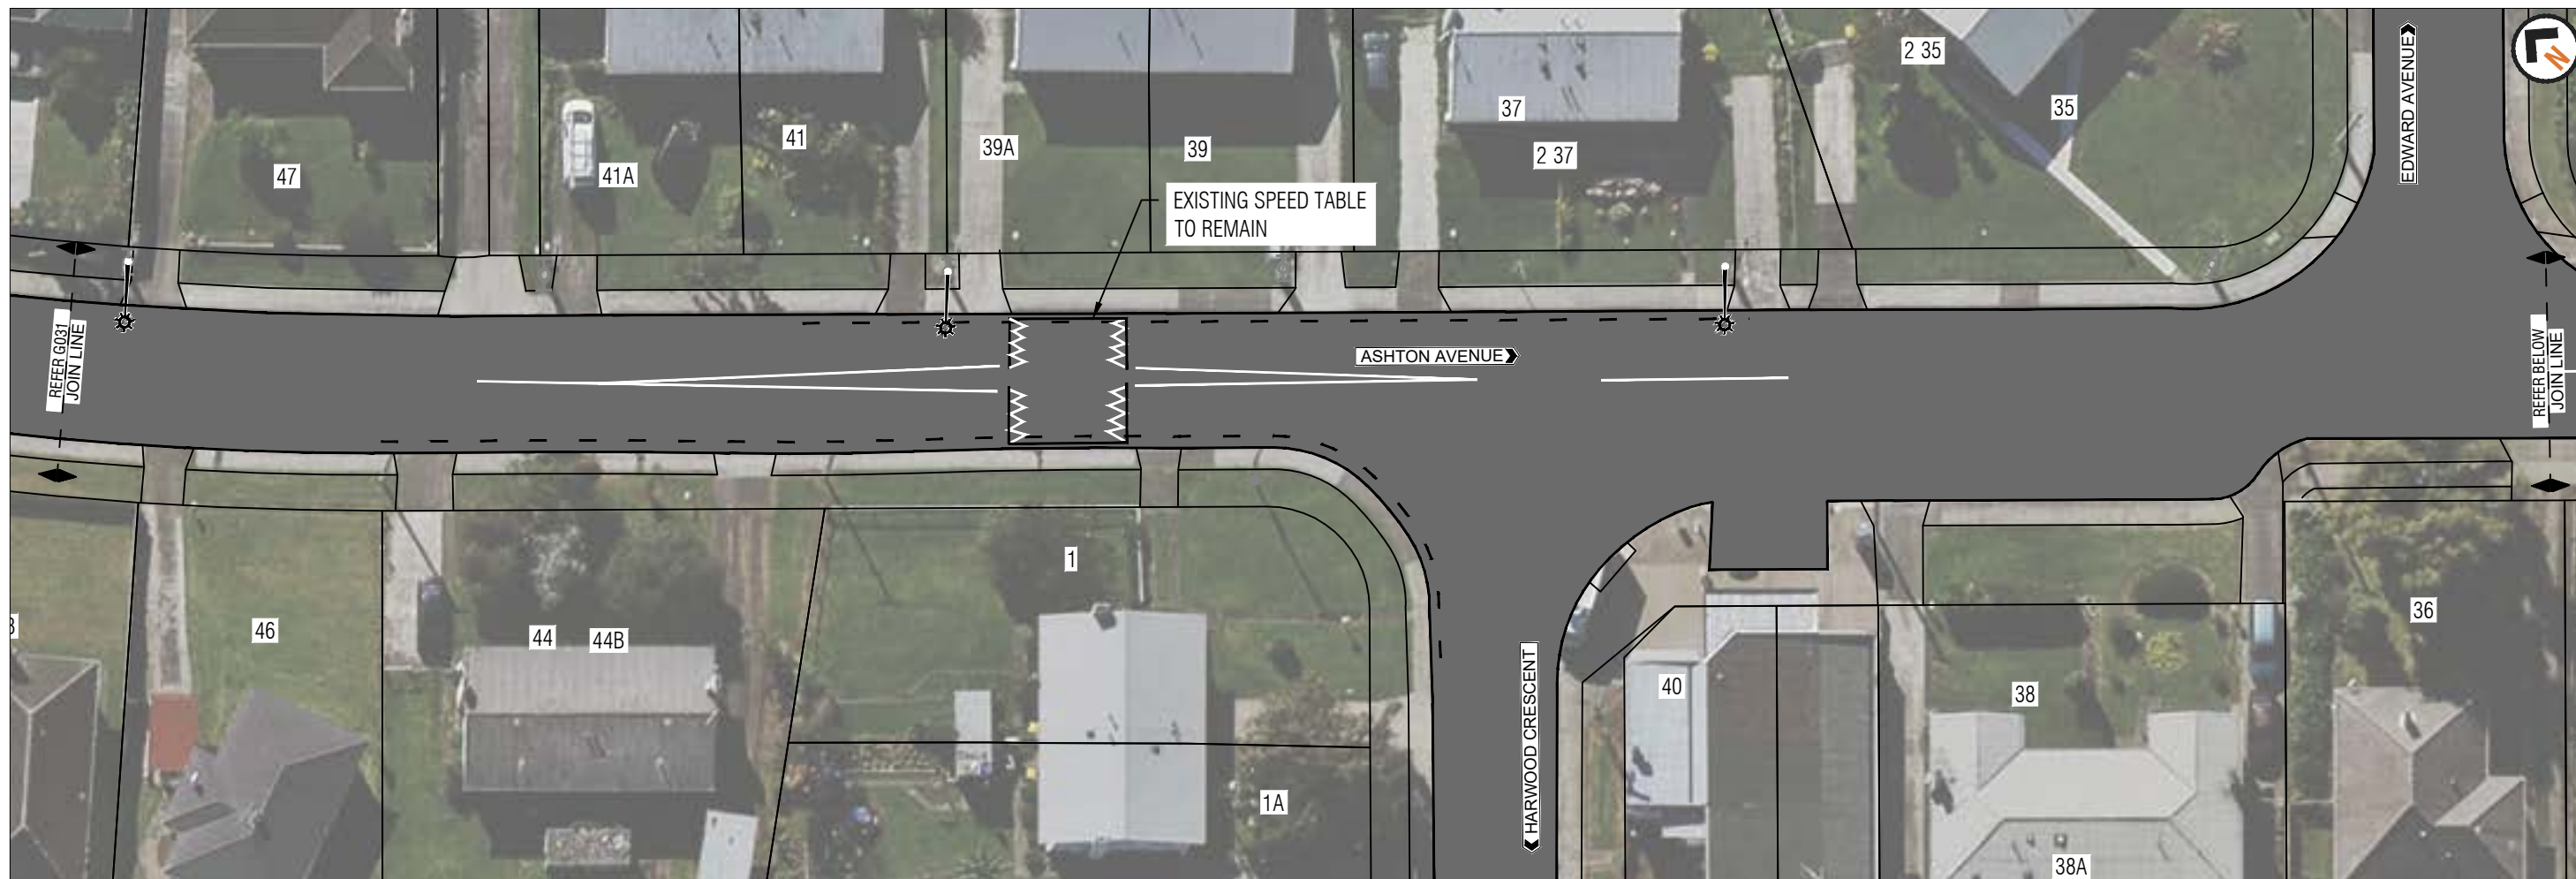 2 35
EDWARD AVENUE
N
37
35
41
39A
39
2 37
47
41A
EXISTING SPEED TABLE
TO REMAIN
REFER G031
JOIN LINE
ASHTON AVENUE
REFER BELOW
JOIN LINE
1
46
44
44B
36
40
38
HARWOOD CRESCENT
1A
38A